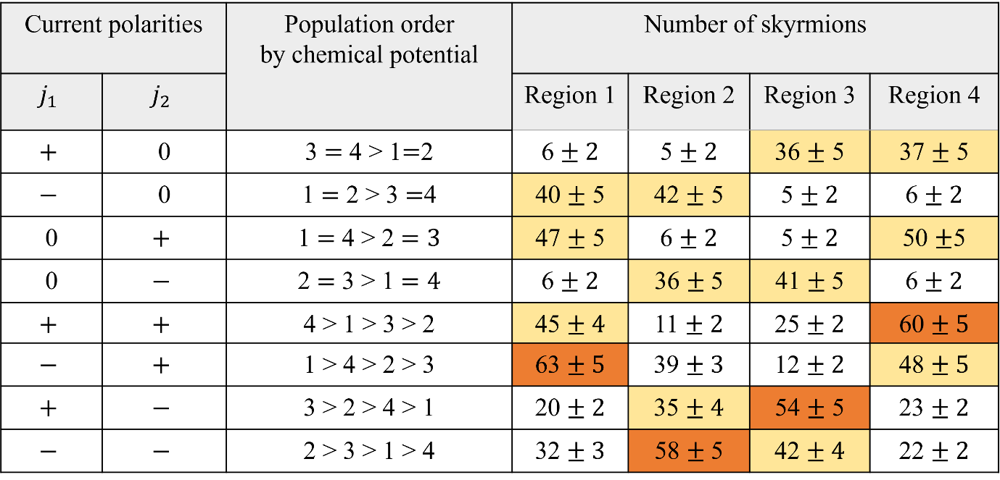 Current polarities Population order by chemical potential Number of skyrmions
j₁ j₂ Region 1 Region 2 Region 3 Region 4
+ 0 3 = 4 > 1=2 6 ± 2 5 ± 2 36 ± 5 37 ± 5
− 0 1 = 2 > 3 =4 40 ± 5 42 ± 5 5 ± 2 6 ± 2
0 + 1 = 4 > 2 = 3 47 ± 5 6 ± 2 5 ± 2 50 ±5
0 − 2 = 3 > 1 = 4 6 ± 2 36 ± 5 41 ± 5 6 ± 2
+ + 4 > 1 > 3 > 2 45 ± 4 11 ± 2 25 ± 2 60 ± 5
− + 1 > 4 > 2 > 3 63 ± 5 39 ± 3 12 ± 2 48 ± 5
+ − 3 > 2 > 4 > 1 20 ± 2 35 ± 4 54 ± 5 23 ± 2
− − 2 > 3 > 1 > 4 32 ± 3 58 ± 5 42 ± 4 22 ± 2